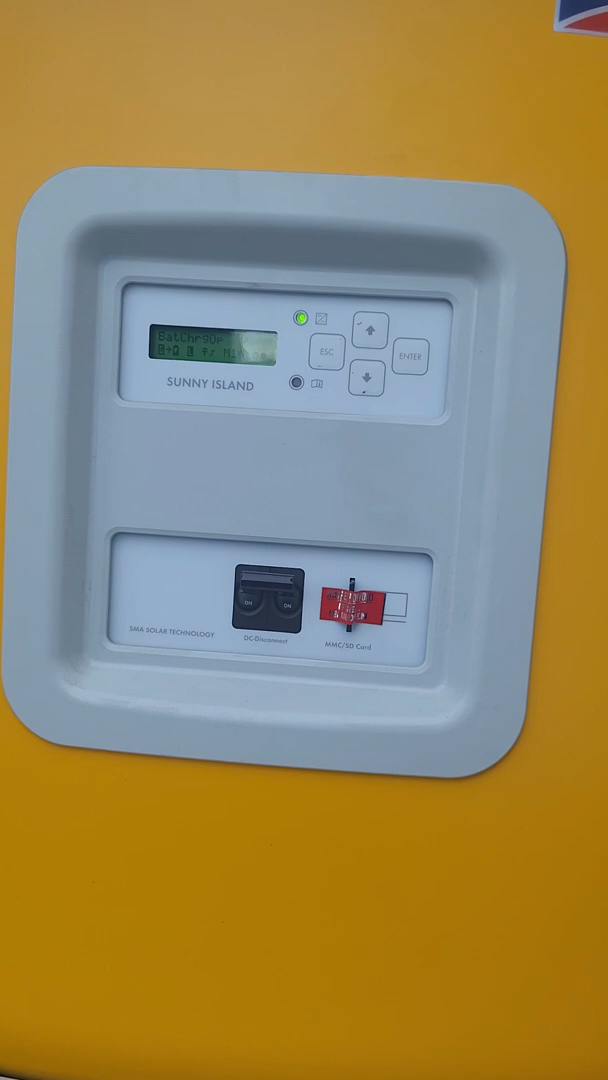 BatChrgOp
SUNNY ISLAND
ESC
ENTER
ON ON
SMA SOLAR TECHNOLOGY
DC-Disconnect
MMC/SD Card